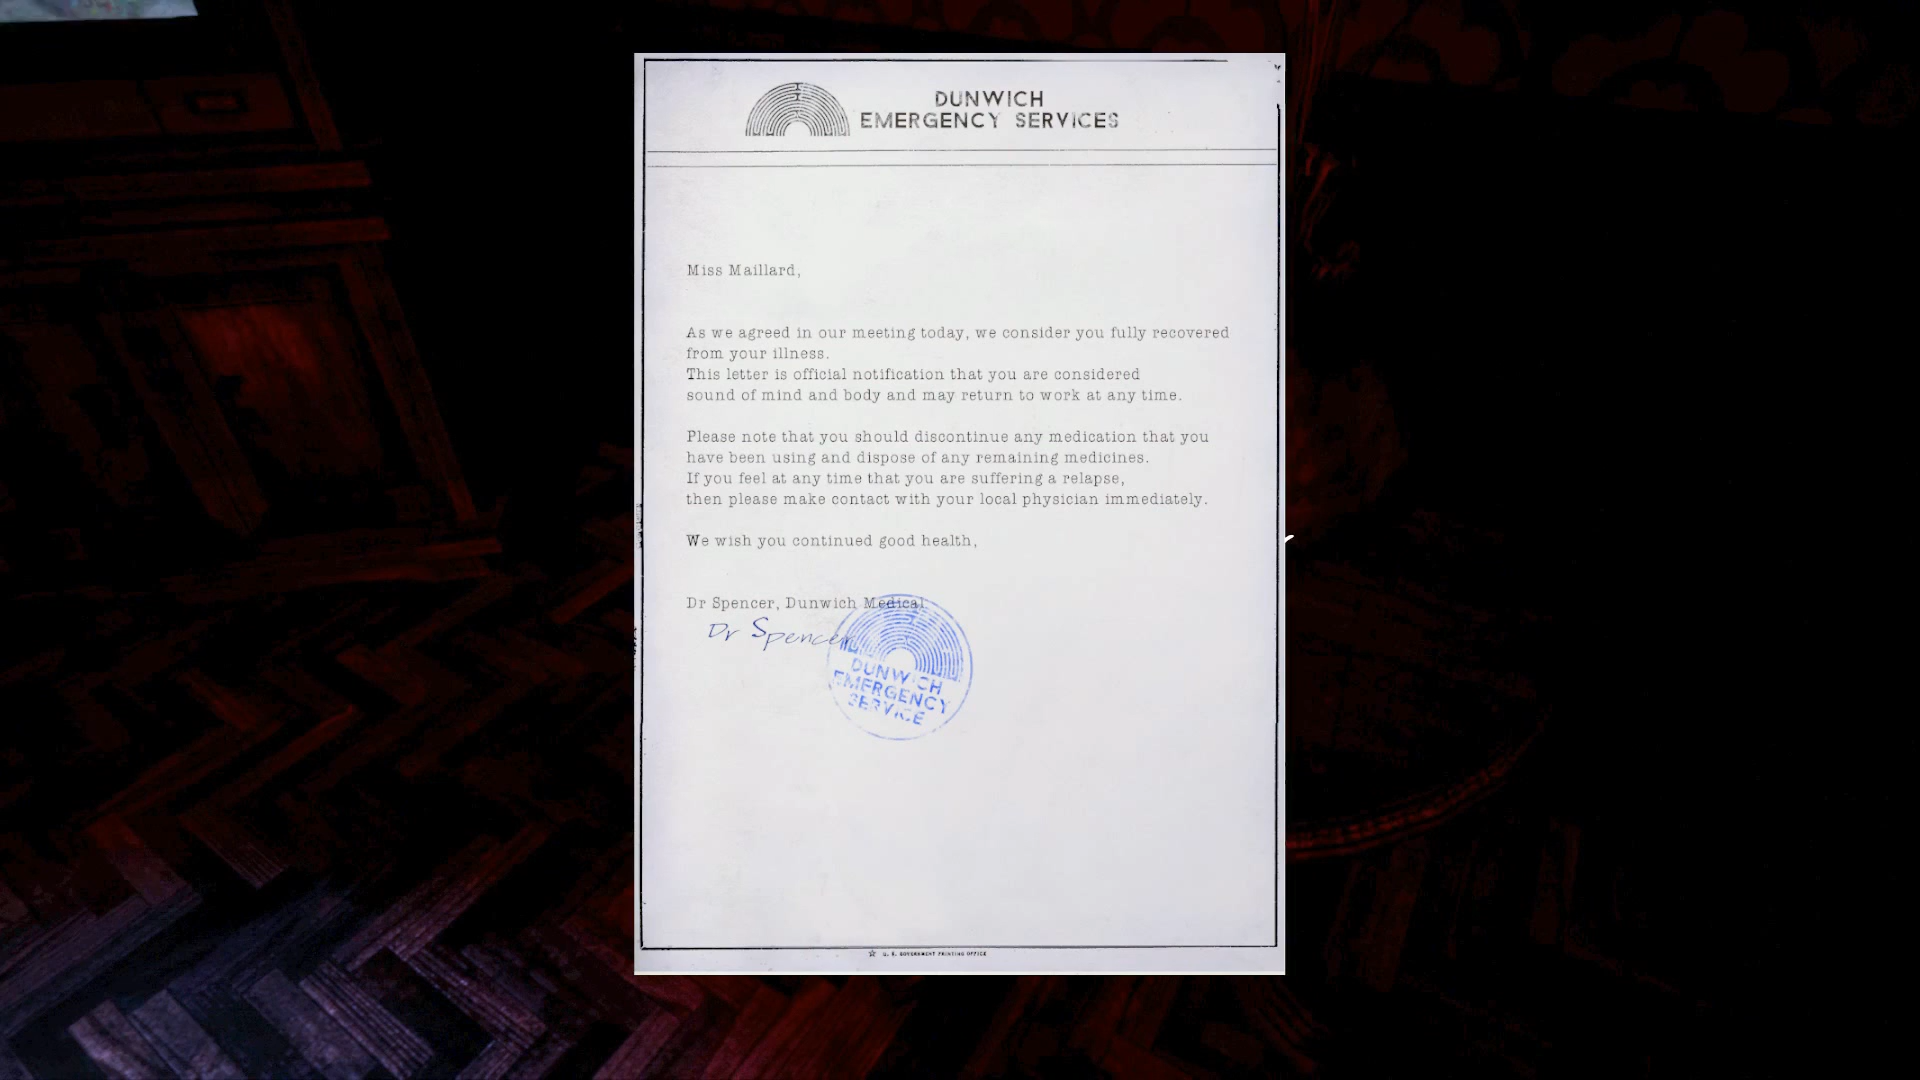 DUNWICH
EMERGENCY SERVICES
Miss Maillard,
As we agreed in our meeting today, we consider you fully recovered
from your illness.
This letter is official notification that you are considered
sound of mind and body and may return to work at any time.
Please note that you should discontinue any medication that you
have been using and dispose of any remaining medicines.
If you feel at any time that you are suffering a relapse,
then please make contact with your local physician immediately.
We wish you continued good health,
Dr Spencer, Dunwich Medical
Dr Spencer
DUNWICH
EMERGENCY
SERVICE
U. S. GOVERNMENT PRINTING OFFICE